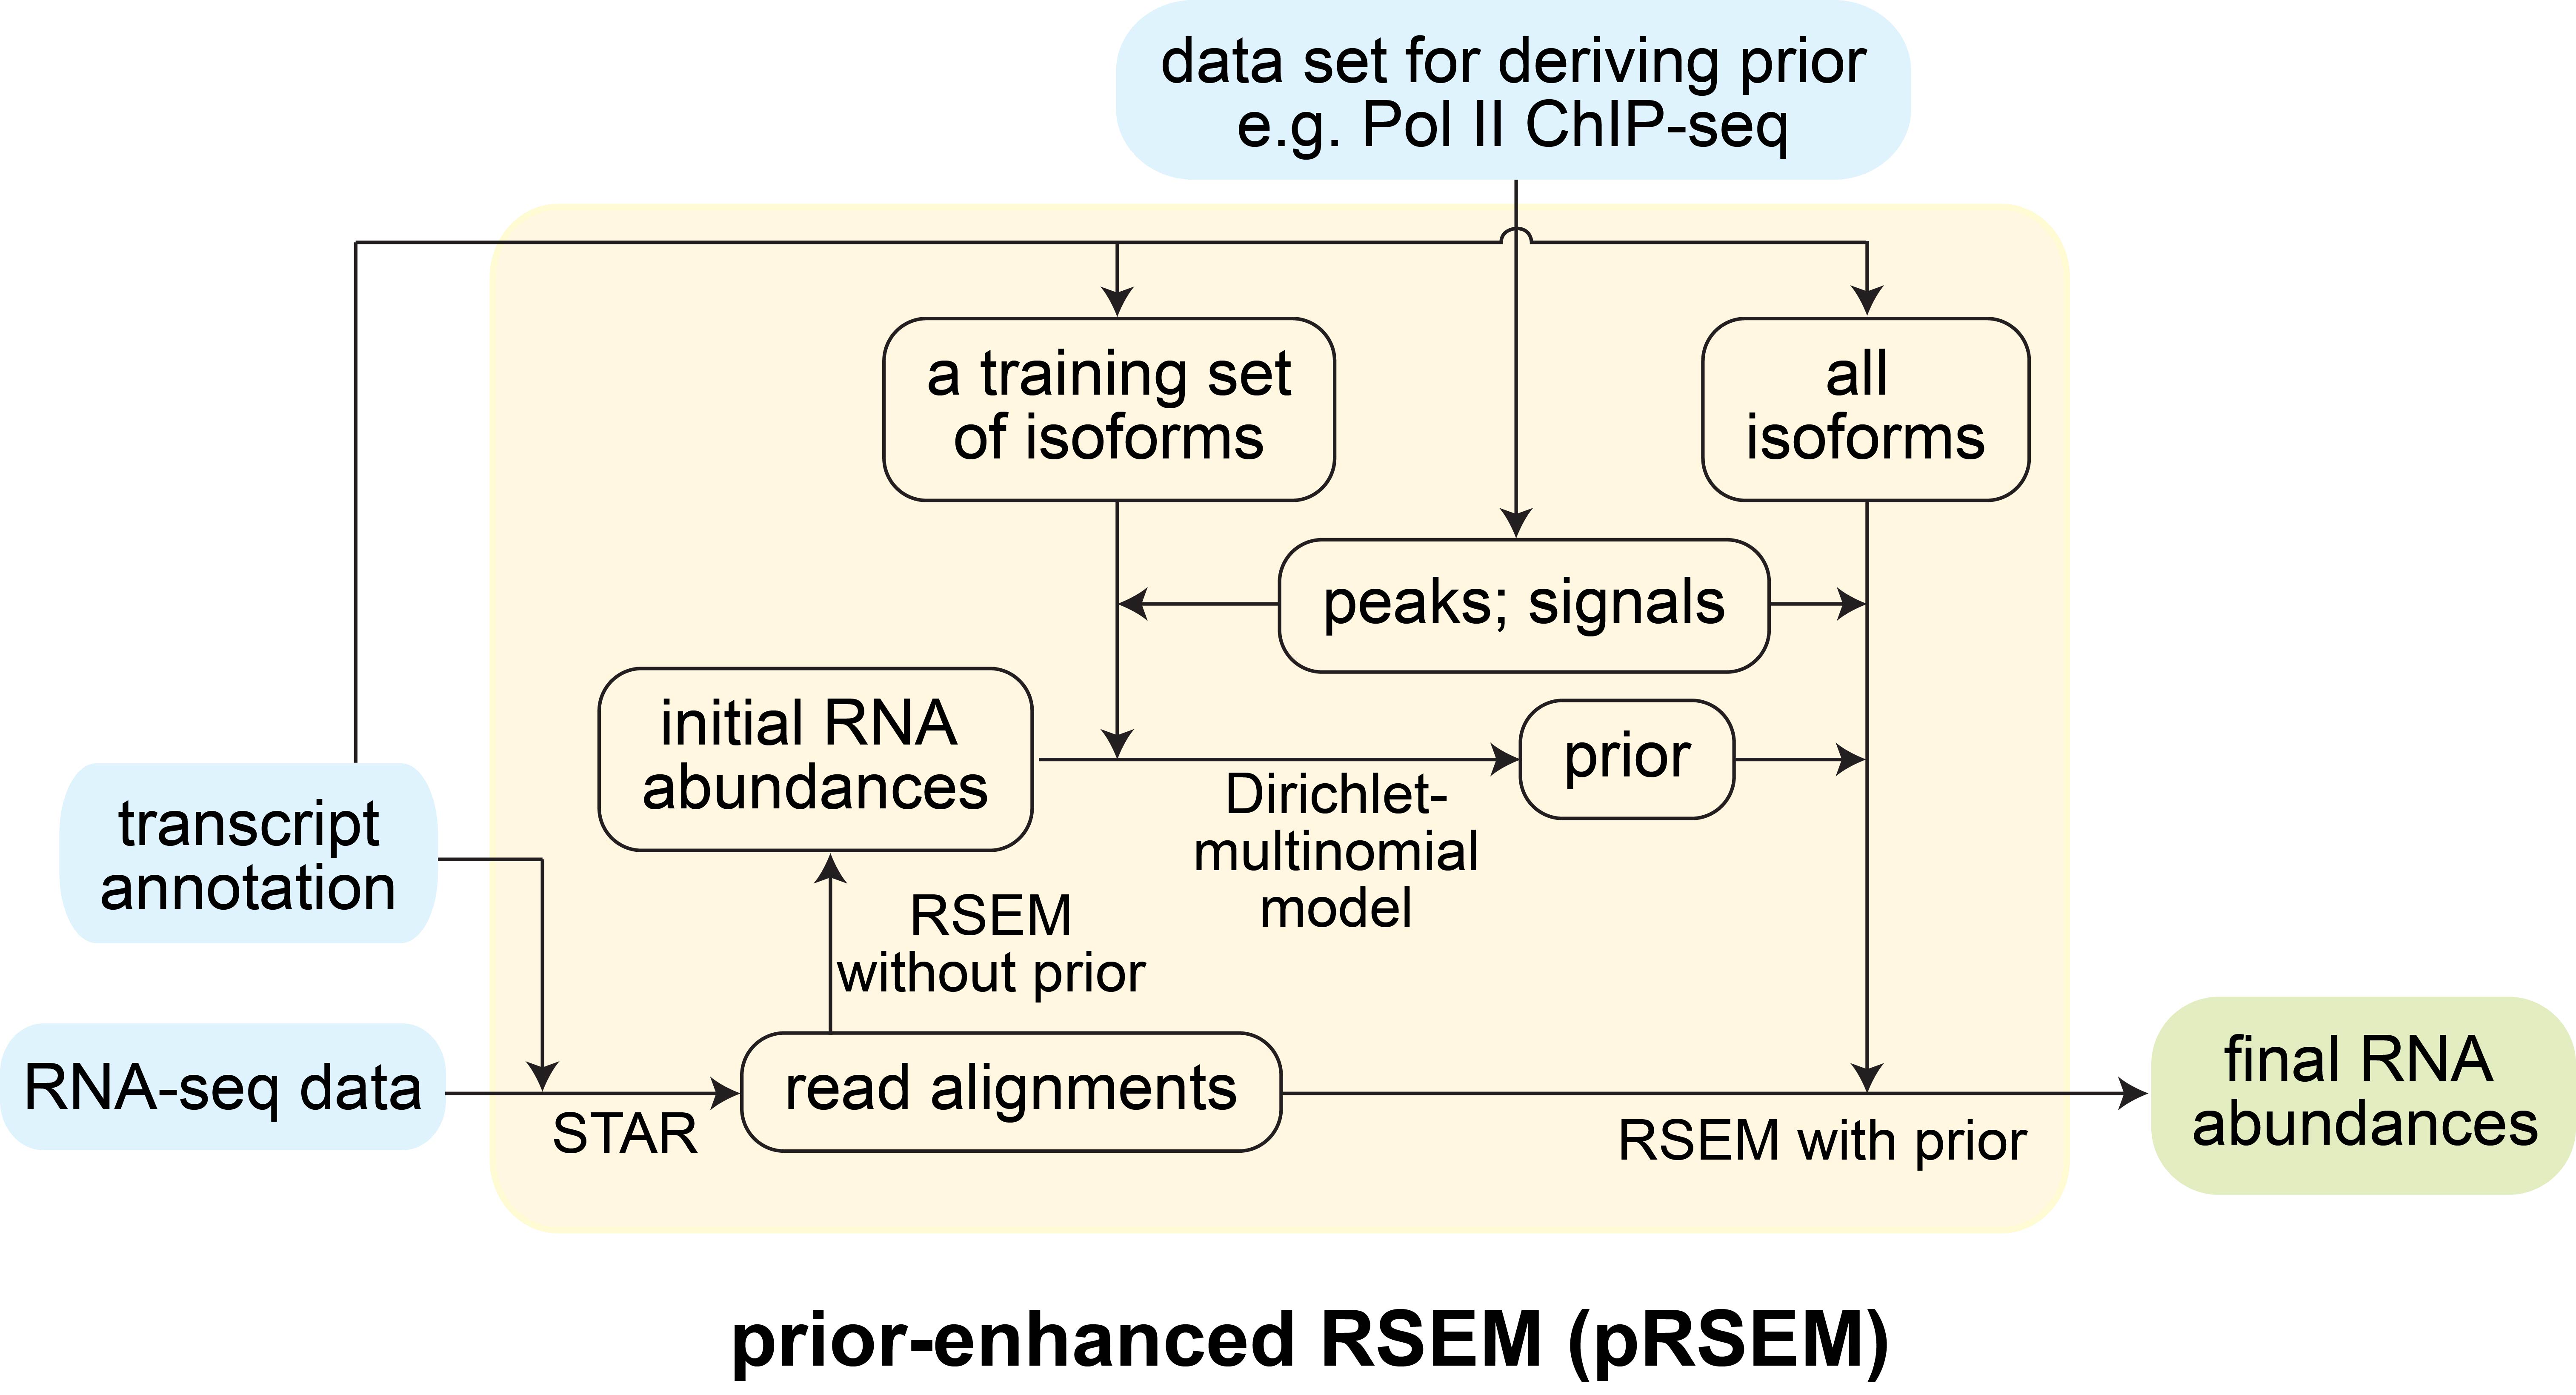 data set for deriving prior
e.g. Pol II ChIP-seq
a training set
of isoforms
all
isoforms
peaks; signals
initial RNA
abundances
prior
Dirichlet-
multinomial
model
transcript
annotation
RSEM
without prior
RNA-seq data
STAR
read alignments
RSEM with prior
final RNA
abundances
prior-enhanced RSEM (pRSEM)